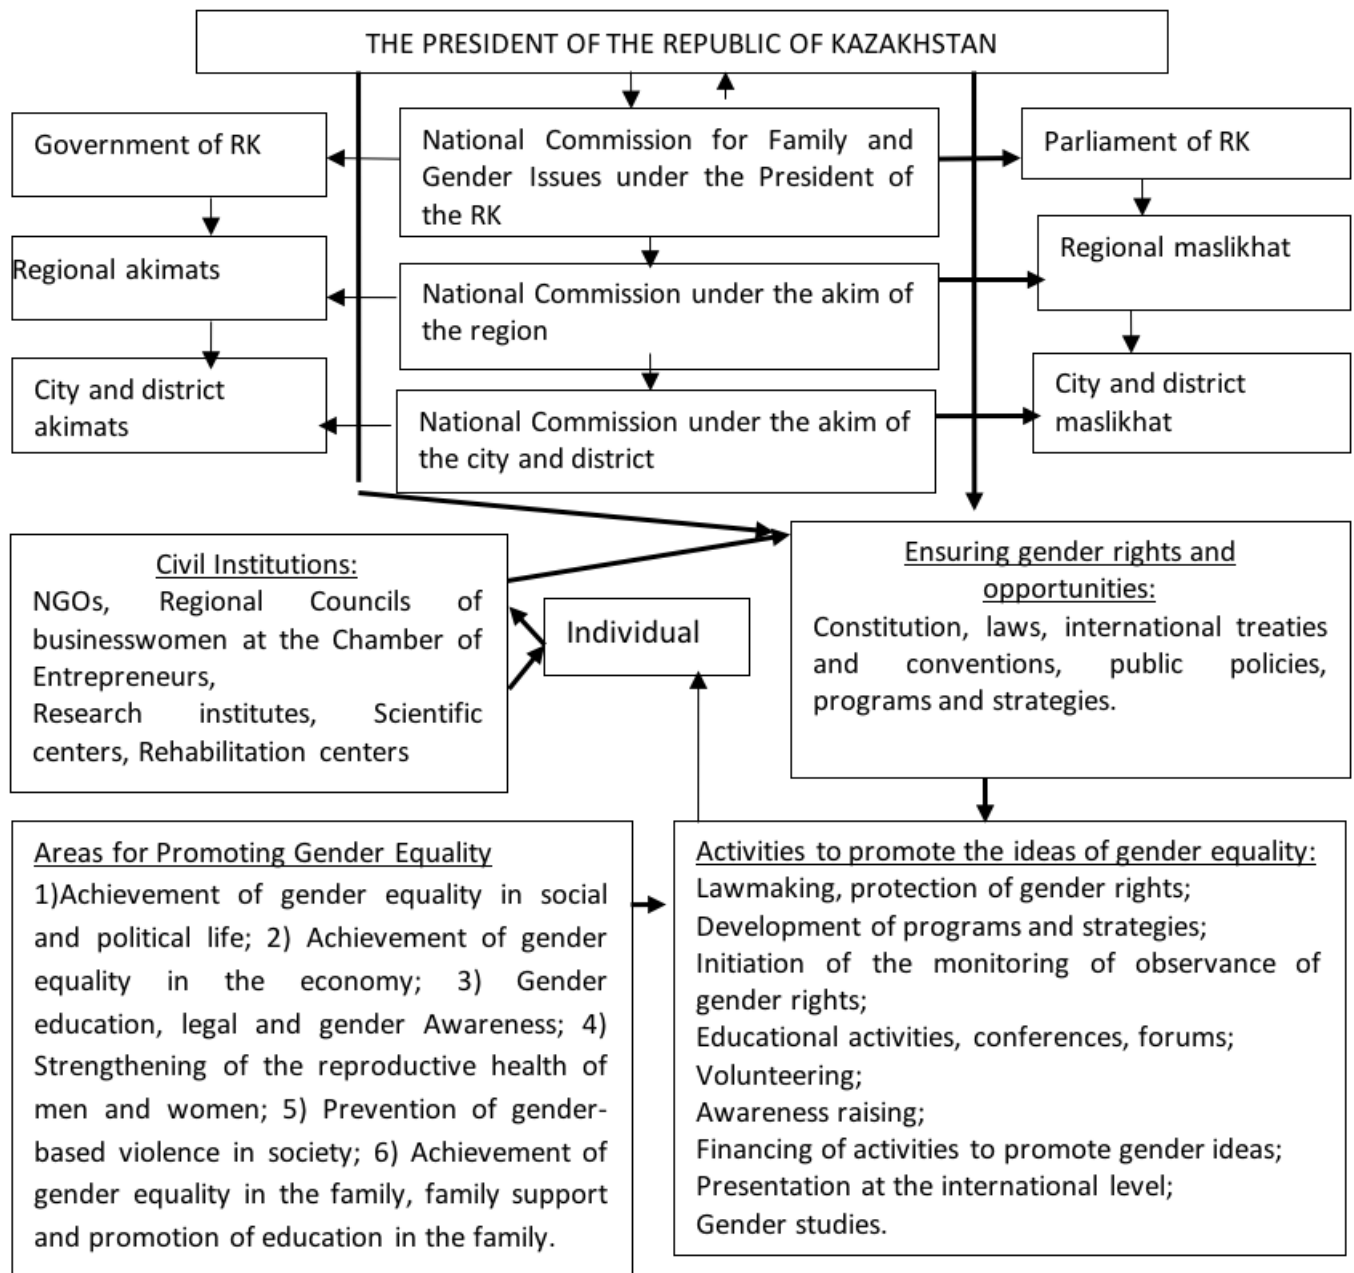 THE PRESIDENT OF THE REPUBLIC OF KAZAKHSTAN
Government of RK
National Commission for Family and
Gender Issues under the President of
the RK
Parliament of RK
Regional akimats
National Commission under the akim of
the region
Regional maslikhat
City and district
akimats
National Commission under the akim of
the city and district
City and district
maslikhat
Civil Institutions:
NGOs, Regional Councils of
businesswomen at the Chamber of
Entrepreneurs,
Research institutes, Scientific
centers, Rehabilitation centers
Individual
Ensuring gender rights and
opportunities:
Constitution, laws, international treaties
and conventions, public policies,
programs and strategies.
Areas for Promoting Gender Equality
1)Achievement of gender equality in social
and political life; 2) Achievement of gender
equality in the economy; 3) Gender
education, legal and gender Awareness; 4)
Strengthening of the reproductive health of
men and women; 5) Prevention of gender-
based violence in society; 6) Achievement of
gender equality in the family, family support
and promotion of education in the family.
Activities to promote the ideas of gender equality:
Lawmaking, protection of gender rights;
Development of programs and strategies;
Initiation of the monitoring of observance of
gender rights;
Educational activities, conferences, forums;
Volunteering;
Awareness raising;
Financing of activities to promote gender ideas;
Presentation at the international level;
Gender studies.